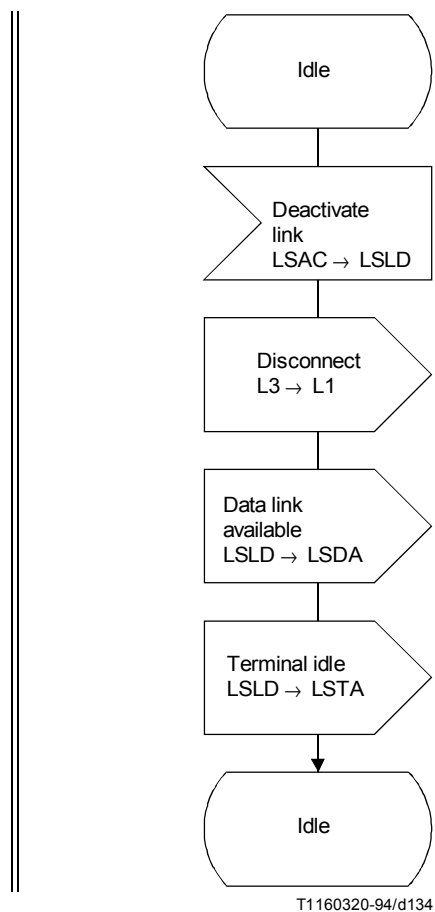 Idle
Deactivate
link
LSAC → LSLD
Disconnect
L3 → L1
Data link
available
LSLD → LSDA
Terminal idle
LSLD → LSTA
Idle
T1160320-94/d134